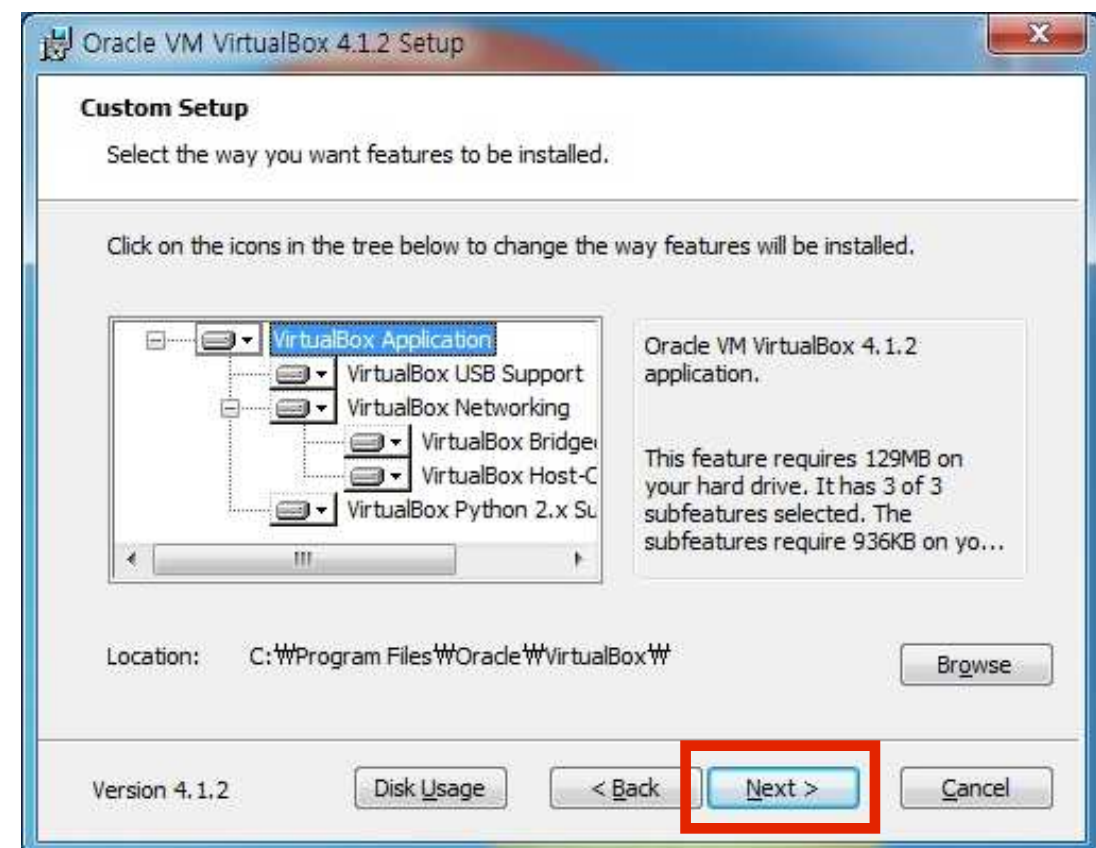 Oracle VM VirtualBox 4.1.2 Setup
Custom Setup
Select the way you want features to be installed.
Click on the icons in the tree below to change the way features will be installed.
VirtualBox Application
VirtualBox USB Support
VirtualBox Networking
VirtualBox Bridge
VirtualBox Host-C
VirtualBox Python 2.x Su
Oracle VM VirtualBox 4.1.2
application.
This feature requires 129MB on
your hard drive. It has 3 of 3
subfeatures selected. The
subfeatures require 936KB on yo...
Location: C:₩Program Files₩Oracle₩VirtualBox₩
Browse
Version 4.1.2
Disk Usage
< Back
Next >
Cancel